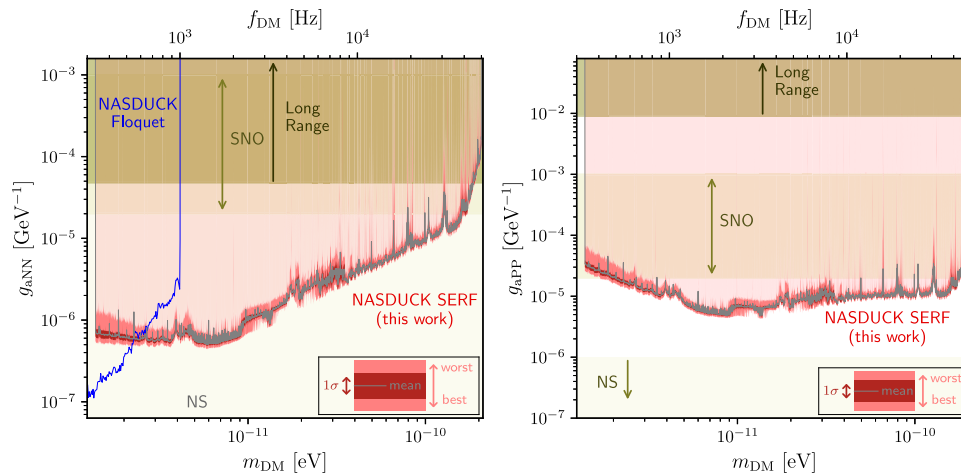 f_DM [Hz]
10^3
10^4
10^-3
10^-4
10^-5
10^-6
10^-7
g_aNN [GeV^-1]
NASDUCK
Floquet
SNO
Long
Range
NASDUCK SERF
(this work)
NS
1σ
mean
worst
best
10^-11
10^-10
m_DM [eV]
f_DM [Hz]
10^3
10^4
10^-2
10^-3
10^-4
10^-5
10^-6
10^-7
g_aPP [GeV^-1]
Long
Range
SNO
NASDUCK SERF
(this work)
NS
1σ
mean
worst
best
10^-11
10^-10
m_DM [eV]